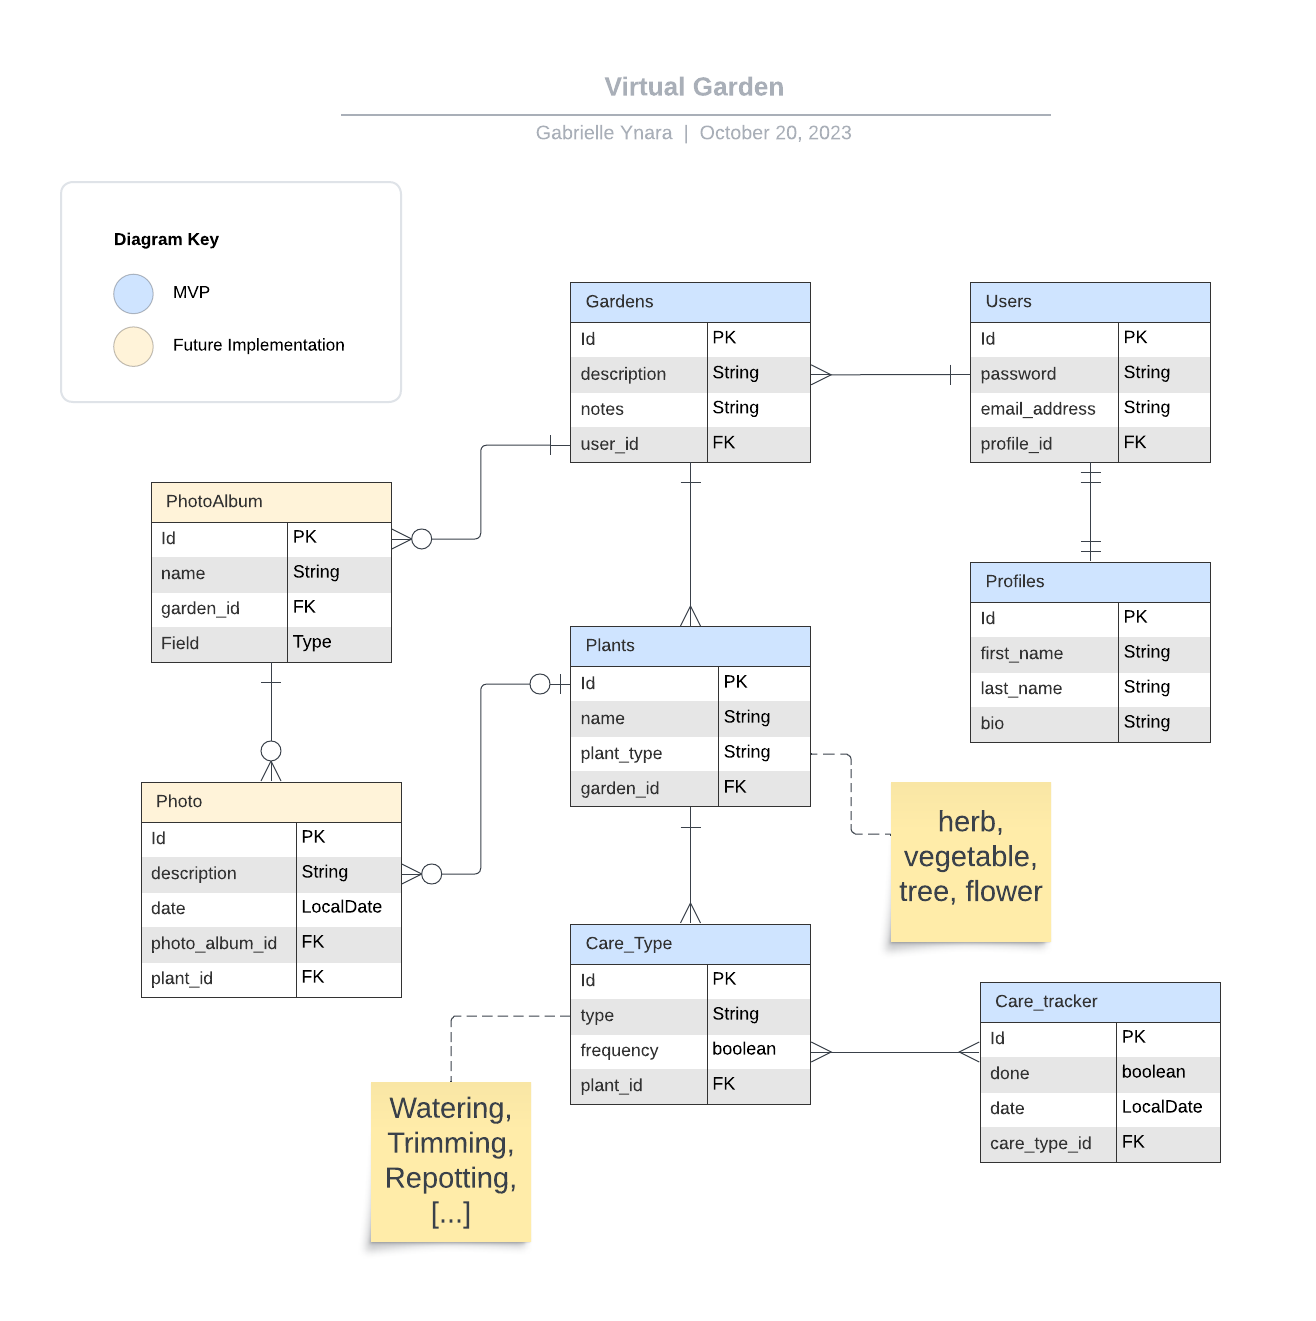 Virtual Garden
Gabrielle Ynara | October 20, 2023
Diagram Key
MVP
Future Implementation
Gardens
Id PK
description String
notes String
user_id FK
Users
Id PK
password String
email_address String
profile_id FK
PhotoAlbum
Id PK
name String
garden_id FK
Field Type
Profiles
Id PK
first_name String
last_name String
bio String
Plants
Id PK
name String
plant_type String
garden_id FK
Photo
Id PK
description String
date LocalDate
photo_album_id FK
plant_id FK
herb,
vegetable,
tree, flower
Care_Type
Id PK
type String
frequency boolean
plant_id FK
Care_tracker
Id PK
done boolean
date LocalDate
care_type_id FK
Watering,
Trimming,
Repotting,
[...]